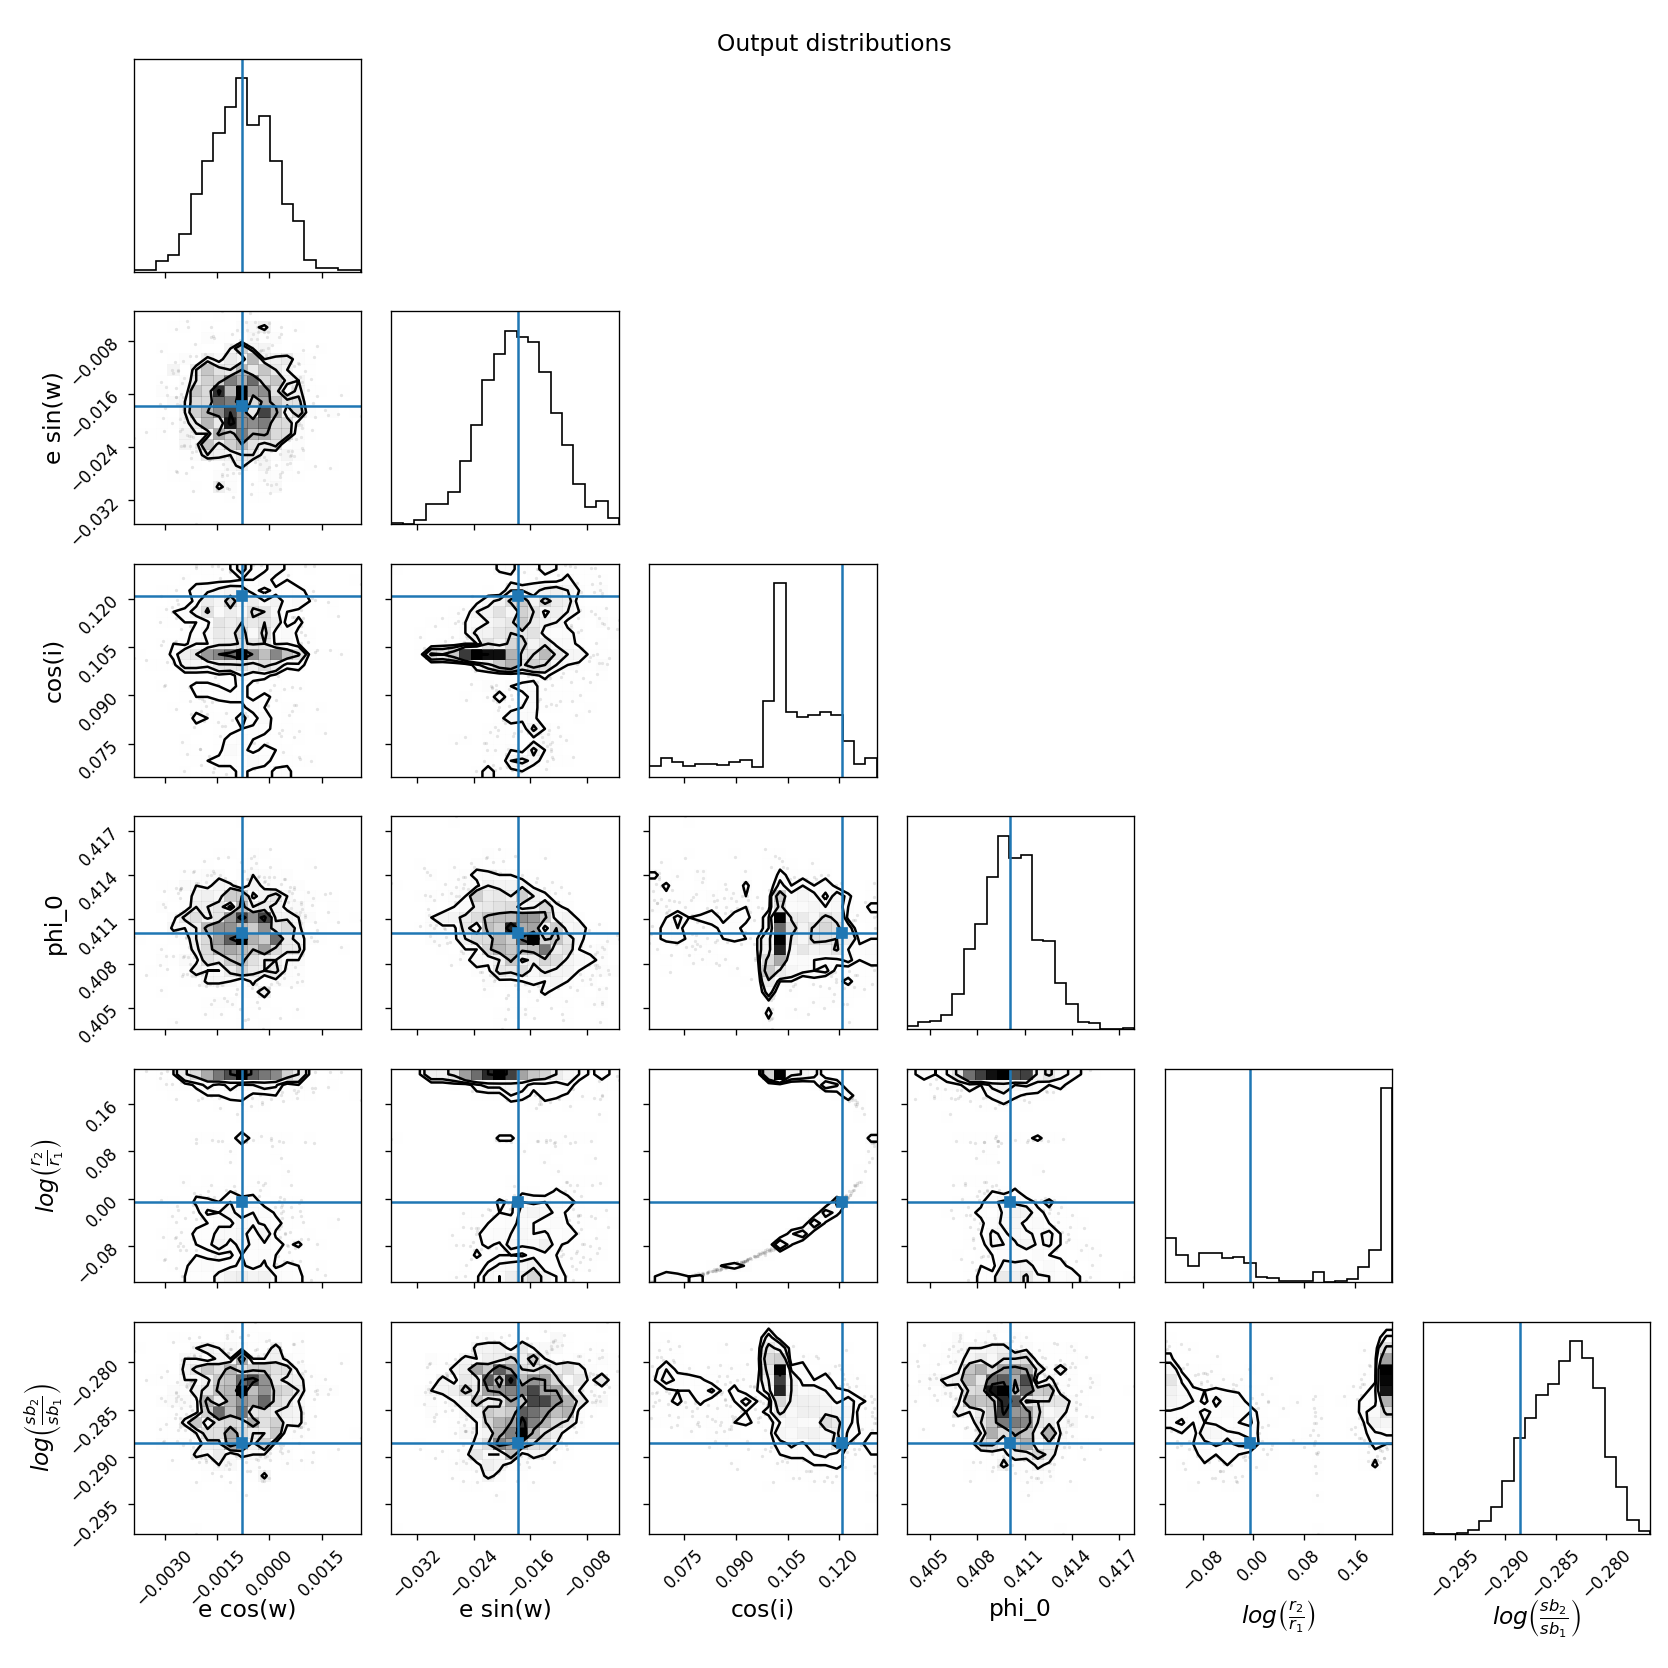 Output distributions
e sin(w)
−0.008
−0.016
−0.024
−0.032
cos(i)
0.120
0.105
0.090
0.075
phi_0
0.417
0.414
0.411
0.408
0.405
log(r2/r1)
0.16
0.08
0.00
−0.08
log(sb2/sb1)
−0.280
−0.285
−0.290
−0.295
−0.0030 −0.0015 0.0000 0.0015
−0.032 −0.024 −0.016 −0.008
0.075 0.090 0.105 0.120
0.405 0.408 0.411 0.414 0.417
−0.08 0.00 0.08 0.16
−0.295 −0.290 −0.285 −0.280
e cos(w) e sin(w) cos(i) phi_0 log(r2/r1) log(sb2/sb1)